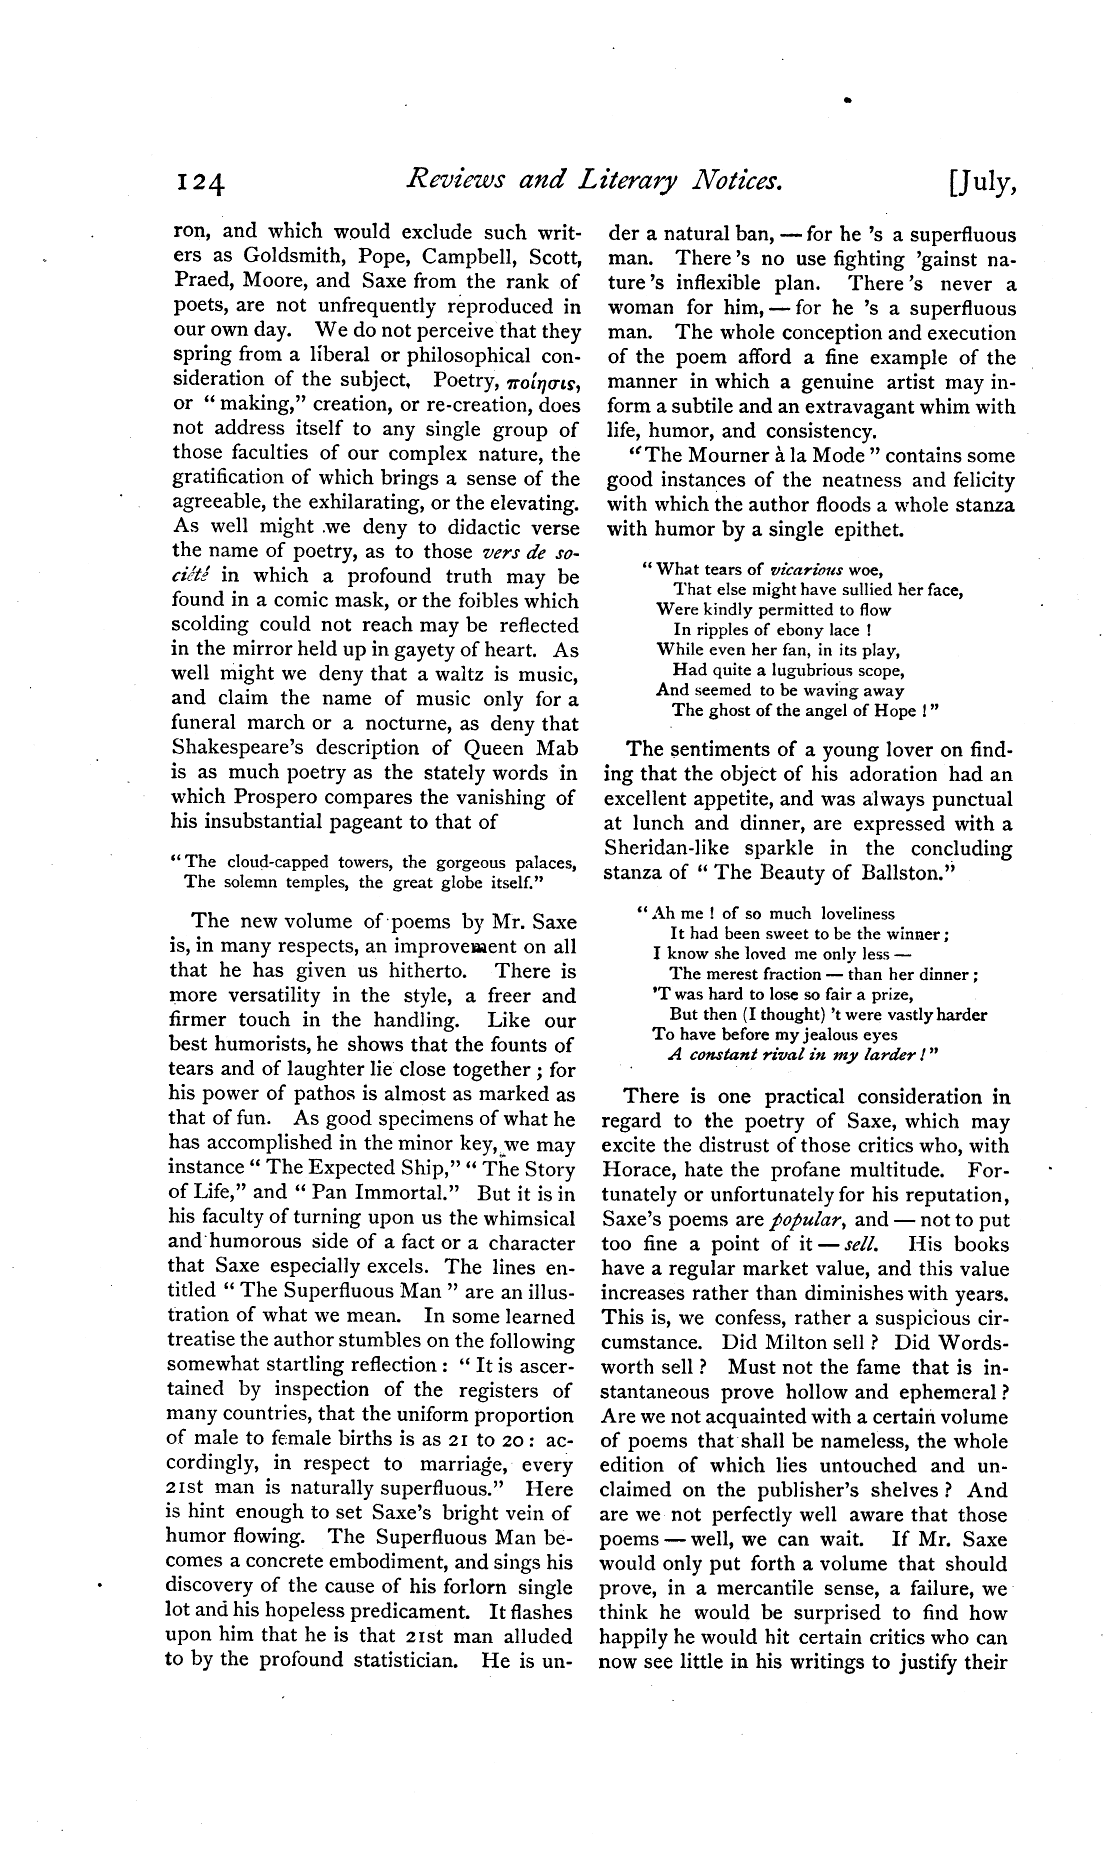 124 Reviews and Literary Notices. [July,
ron, and which would exclude such writ-
ers as Goldsmith, Pope, Campbell, Scott,
Praed, Moore, and Saxe from the rank of
poets, are not unfrequently reproduced in
our own day. We do not perceive that they
spring from a liberal or philosophical con-
sideration of the subject. Poetry, ποίησις,
or “ making,” creation, or re-creation, does
not address itself to any single group of
those faculties of our complex nature, the
gratification of which brings a sense of the
agreeable, the exhilarating, or the elevating.
As well might we deny to didactic verse
the name of poetry, as to those vers de so-
ciété in which a profound truth may be
found in a comic mask, or the foibles which
scolding could not reach may be reflected
in the mirror held up in gayety of heart. As
well might we deny that a waltz is music,
and claim the name of music only for a
funeral march or a nocturne, as deny that
Shakespeare’s description of Queen Mab
is as much poetry as the stately words in
which Prospero compares the vanishing of
his insubstantial pageant to that of
“ The cloud-capped towers, the gorgeous palaces,
The solemn temples, the great globe itself.”
The new volume of poems by Mr. Saxe
is, in many respects, an improvement on all
that he has given us hitherto. There is
more versatility in the style, a freer and
firmer touch in the handling. Like our
best humorists, he shows that the founts of
tears and of laughter lie close together ; for
his power of pathos is almost as marked as
that of fun. As good specimens of what he
has accomplished in the minor key, we may
instance “ The Expected Ship,” “ The Story
of Life,” and “ Pan Immortal.” But it is in
his faculty of turning upon us the whimsical
and humorous side of a fact or a character
that Saxe especially excels. The lines en-
titled “ The Superfluous Man ” are an illus-
tration of what we mean. In some learned
treatise the author stumbles on the following
somewhat startling reflection : “ It is ascer-
tained by inspection of the registers of
many countries, that the uniform proportion
of male to female births is as 21 to 20 : ac-
cordingly, in respect to marriage, every
21st man is naturally superfluous.” Here
is hint enough to set Saxe’s bright vein of
humor flowing. The Superfluous Man be-
comes a concrete embodiment, and sings his
discovery of the cause of his forlorn single
lot and his hopeless predicament. It flashes
upon him that he is that 21st man alluded
to by the profound statistician. He is un-
der a natural ban, — for he ’s a superfluous
man. There ’s no use fighting ’gainst na-
ture ’s inflexible plan. There ’s never a
woman for him, — for he ’s a superfluous
man. The whole conception and execution
of the poem afford a fine example of the
manner in which a genuine artist may in-
form a subtile and an extravagant whim with
life, humor, and consistency.
“ The Mourner à la Mode ” contains some
good instances of the neatness and felicity
with which the author floods a whole stanza
with humor by a single epithet.
“ What tears of vicarious woe,
That else might have sullied her face,
Were kindly permitted to flow
In ripples of ebony lace !
While even her fan, in its play,
Had quite a lugubrious scope,
And seemed to be waving away
The ghost of the angel of Hope ! ”
The sentiments of a young lover on find-
ing that the object of his adoration had an
excellent appetite, and was always punctual
at lunch and dinner, are expressed with a
Sheridan-like sparkle in the concluding
stanza of “ The Beauty of Ballston.”
“ Ah me ! of so much loveliness
It had been sweet to be the winner ;
I know she loved me only less —
The merest fraction — than her dinner ;
’T was hard to lose so fair a prize,
But then (I thought) ’t were vastly harder
To have before my jealous eyes
A constant rival in my larder ! ”
There is one practical consideration in
regard to the poetry of Saxe, which may
excite the distrust of those critics who, with
Horace, hate the profane multitude. For-
tunately or unfortunately for his reputation,
Saxe’s poems are popular, and — not to put
too fine a point of it — sell. His books
have a regular market value, and this value
increases rather than diminishes with years.
This is, we confess, rather a suspicious cir-
cumstance. Did Milton sell ? Did Words-
worth sell ? Must not the fame that is in-
stantaneous prove hollow and ephemeral ?
Are we not acquainted with a certain volume
of poems that shall be nameless, the whole
edition of which lies untouched and un-
claimed on the publisher’s shelves ? And
are we not perfectly well aware that those
poems — well, we can wait. If Mr. Saxe
would only put forth a volume that should
prove, in a mercantile sense, a failure, we
think he would be surprised to find how
happily he would hit certain critics who can
now see little in his writings to justify their